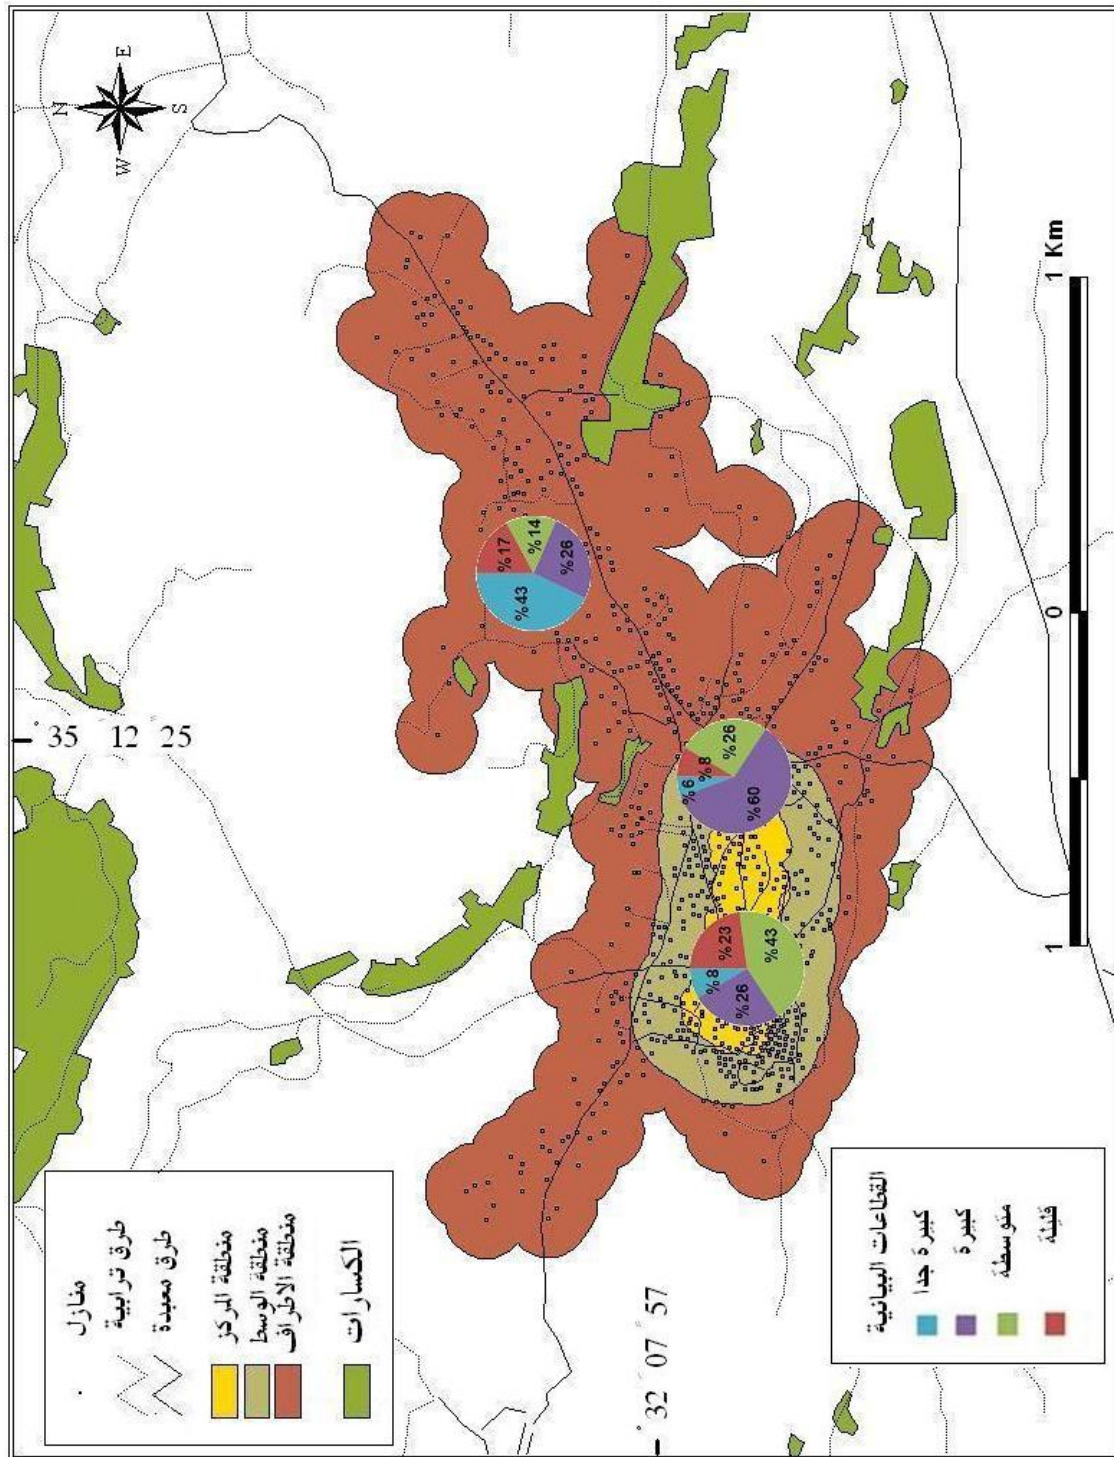 N
E
S
W
° 35 12 25
° 32 07 57
%43
%17
%14
%26
%6
%8
%26
%60
%8
%23
%43
%26
1 0 1 Km
منازل
طرق ترابية
طرق معبدة
منطقة المركز
منطقة الوسط
منطقة الاطراف
الكسارات
القطاعات البيانية
كبيرة جدا
كبيرة
متوسطة
قليلة